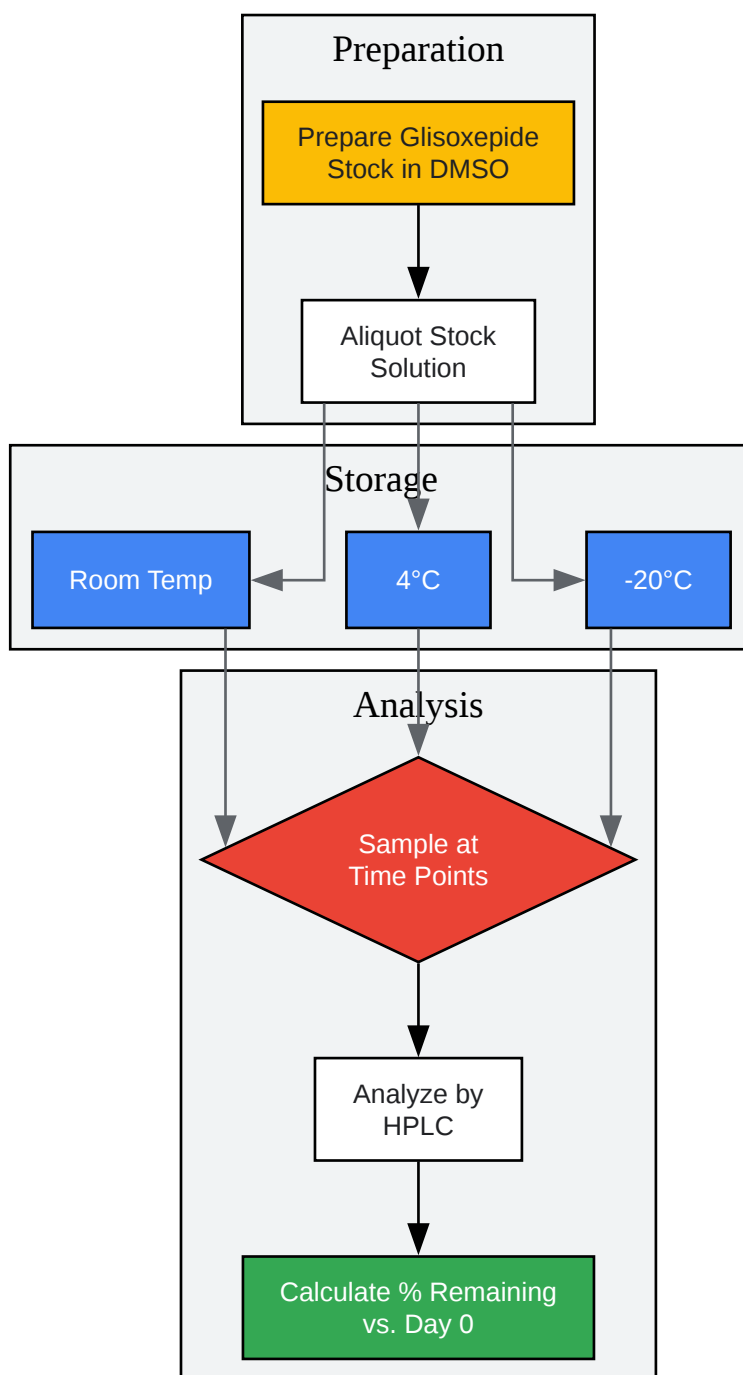 Preparation
Prepare Glisoxepide
Stock in DMSO
Aliquot Stock
Solution
Storage
Room Temp
4°C
-20°C
Analysis
Sample at
Time Points
Analyze by
HPLC
Calculate % Remaining
vs. Day 0